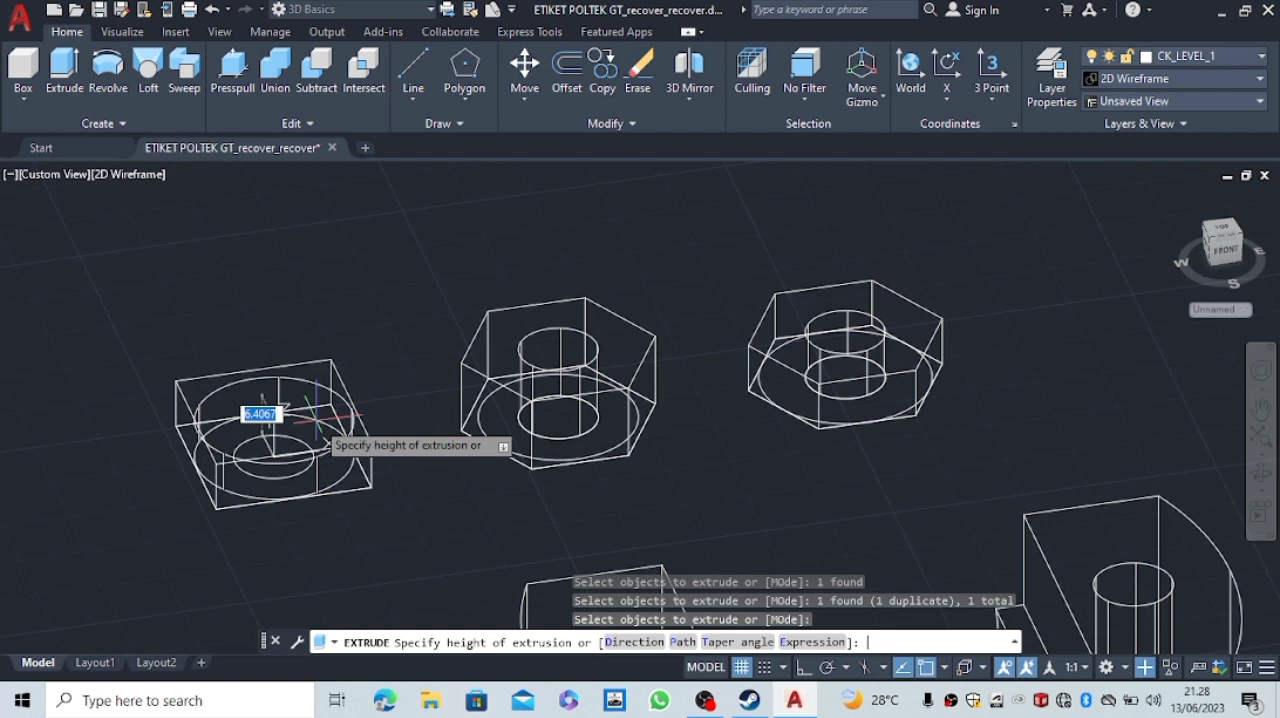 3D Basics ETIKET POLTEK GT_recover_recover.d... Type a keyword or phrase Sign In
Home Visualize Insert View Manage Output Add-ins Collaborate Express Tools Featured Apps
Box Extrude Revolve Loft Sweep Presspull Union Subtract Intersect Line Polygon Move Offset Copy Erase 3D Mirror Culling No Filter Move Gizmo World X 3 Point Layer Properties
CK_LEVEL_1
2D Wireframe
Unsaved View
Create Edit Draw Modify Selection Coordinates Layers & View
Start ETIKET POLTEK GT_recover_recover*
[−][Custom View][2D Wireframe]
TOP
FRONT
W E
S
Unnamed
6.4067
Specify height of extrusion or
Select objects to extrude or [MOde]: 1 found
Select objects to extrude or [MOde]: 1 found (1 duplicate), 1 total
Select objects to extrude or [MOde]:
EXTRUDE Specify height of extrusion or [Direction Path Taper angle Expression]:
Model Layout1 Layout2 + MODEL 1:1
Type here to search 28°C 21.28
13/06/2023 3